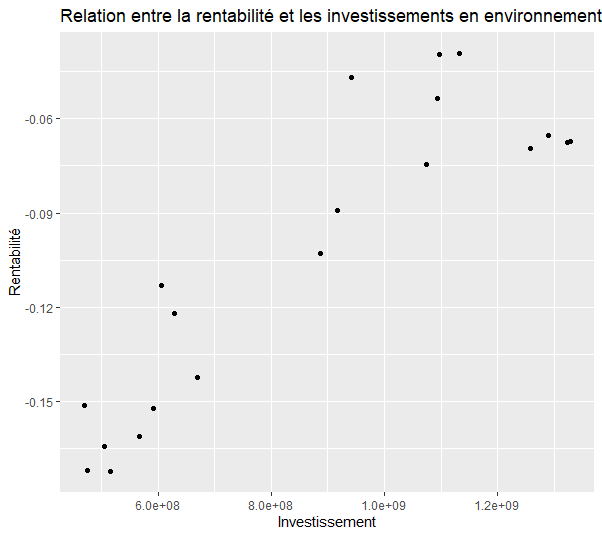 Relation entre la rentabilité et les investissements en environnement
-0.06
-0.09
-0.12
-0.15
Rentabilité
6.0e+08 8.0e+08 1.0e+09 1.2e+09
Investissement